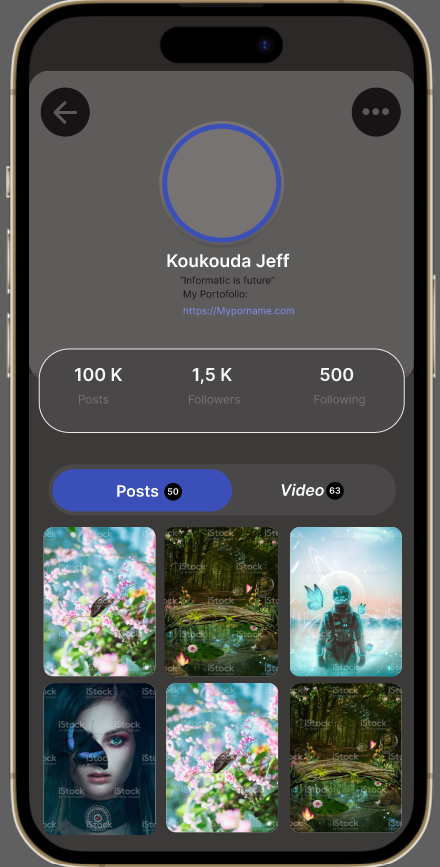 Koukouda Jeff
"Informatic is future"
My Portofolio:
https://Myporname.com
100 K 1,5 K 500
Posts Followers Following
Posts 50 Video 63
iStock iStock iStock
iStock iStock iStock